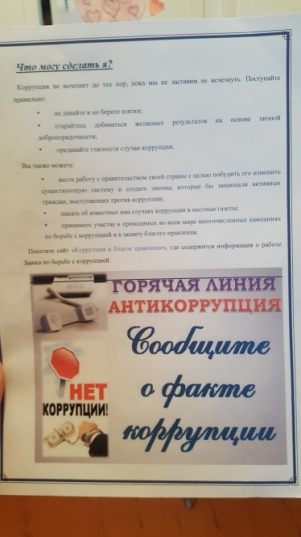 Что могу сделать я?
Коррупция не исчезнет до тех пор, пока мы не заставим ее исчезнуть. Поступайте
правильно:
• не давайте и не берите взятки;
• старайтесь добиваться желаемых результатов на основе личной
добропорядочности;
• предавайте гласности случаи коррупции.
Вы также можете:
• вести работу с правительством своей страны с целью побудить его изменить
существующую систему и создать законы, которые бы защищали активных
граждан, выступающих против коррупции;
• писать об известных вам случаях коррупции в местные газеты;
• принимать участие в проводимых во всем мире многочисленных кампаниях
по борьбе с коррупцией и в защиту благого правления.
Посетите сайт «Коррупция и благое правление», где содержится информация о работе
Банка по борьбе с коррупцией.
ГОРЯЧАЯ ЛИНИЯ
АНТИКОРРУПЦИЯ
Сообщите
о факте
коррупции
НЕТ
КОРРУПЦИИ!